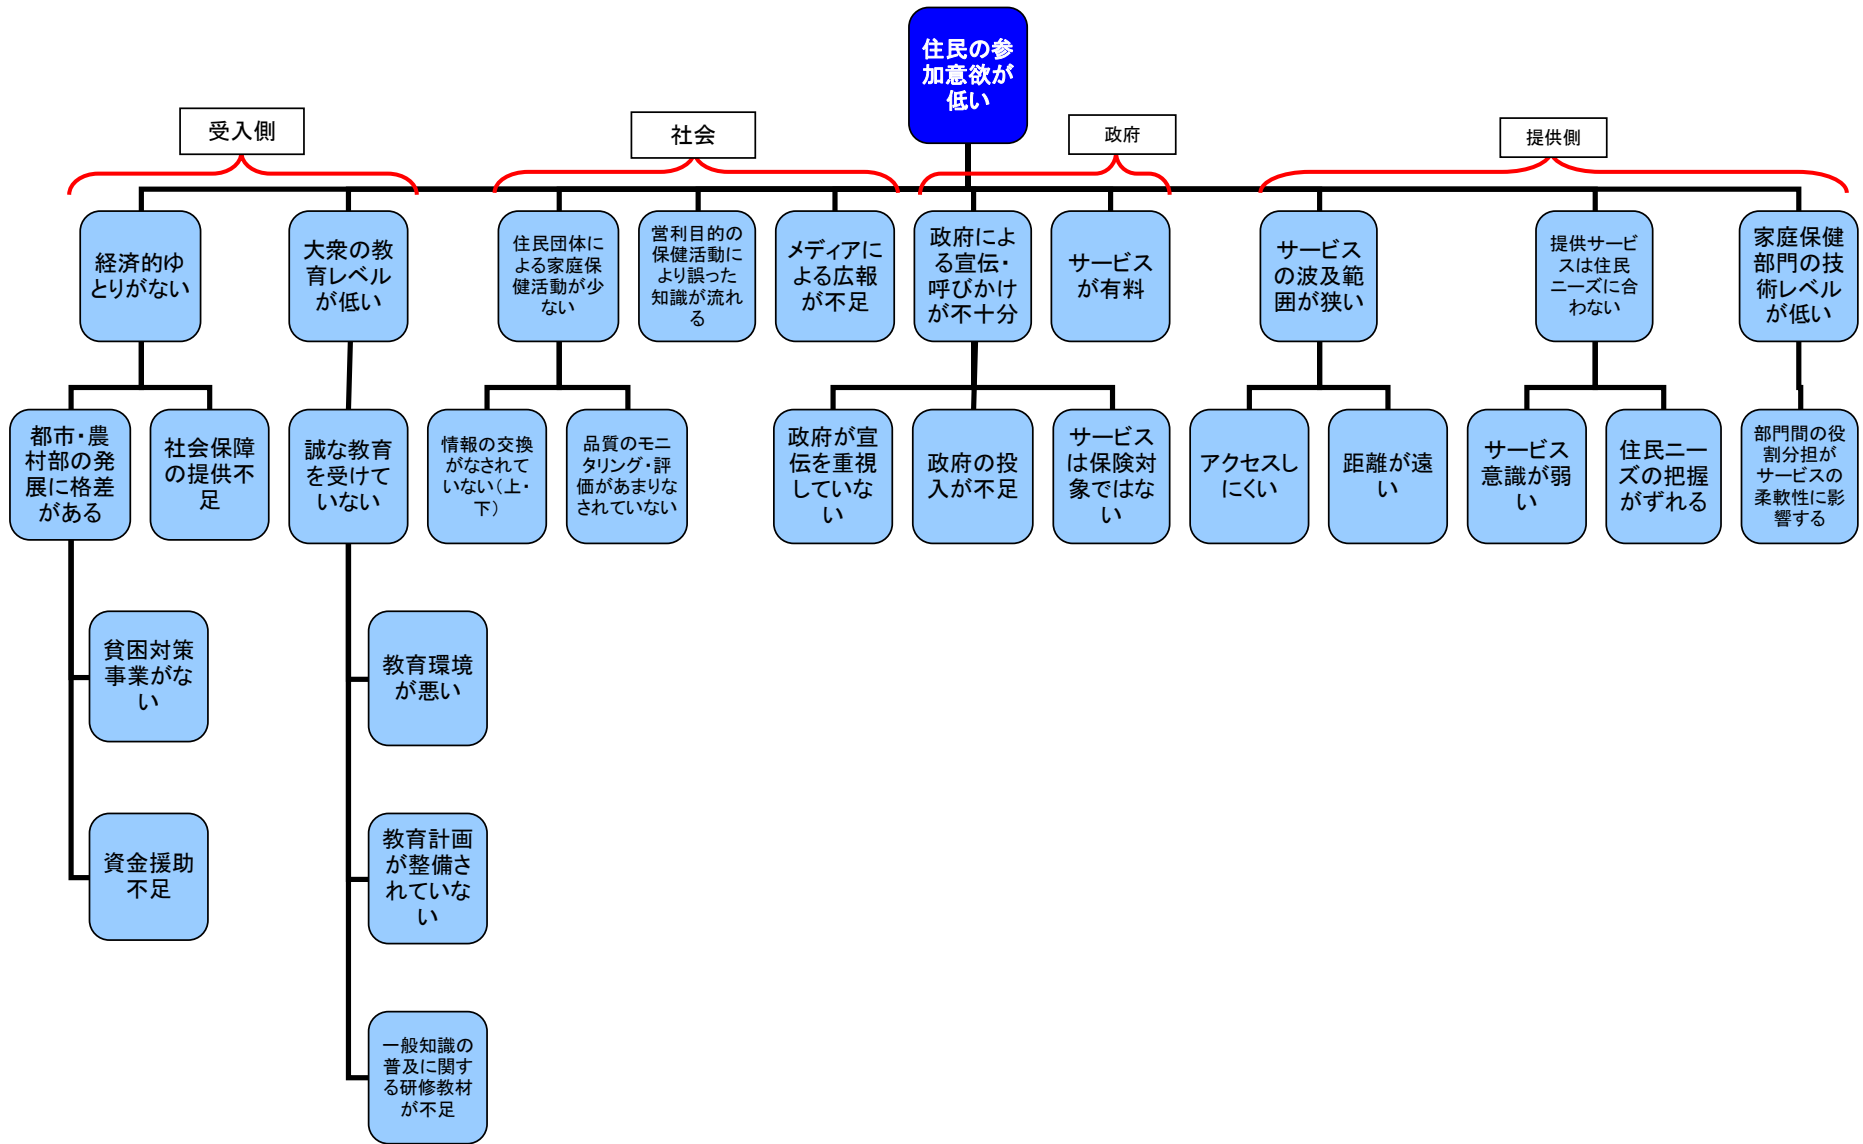 住民の参
加意欲が
低い
受入側
社会
政府
提供側
経済的ゆ
とりがない
大衆の教
育レベル
が低い
住民団体に
よる家庭保
健活動が少
ない
営利目的の
保健活動に
より誤った
知識が流れ
る
メディアに
よる広報
が不足
政府によ
る宣伝・
呼びかけ
が不十分
サービス
が有料
サービス
の波及範
囲が狭い
提供サービ
スは住民
ニーズに合
わない
家庭保健
部門の技
術レベル
が低い
都市・農
村部の発
展に格差
がある
社会保障
の提供不
足
誠な教育
を受けて
いない
情報の交換
がなされて
いない（上・
下）
品質のモニ
タリング・評
価があまりな
されていない
政府が宣
伝を重視
していな
い
政府の投
入が不足
サービス
は保険対
象ではな
い
アクセスし
にくい
距離が遠
い
サービス
意識が弱
い
住民ニー
ズの把握
がずれる
部門間の役
割分担が
サービスの
柔軟性に影
響する
貧困対策
事業がな
い
教育環境
が悪い
資金援助
不足
教育計画
が整備さ
れていな
い
一般知識の
普及に関す
る研修教材
が不足